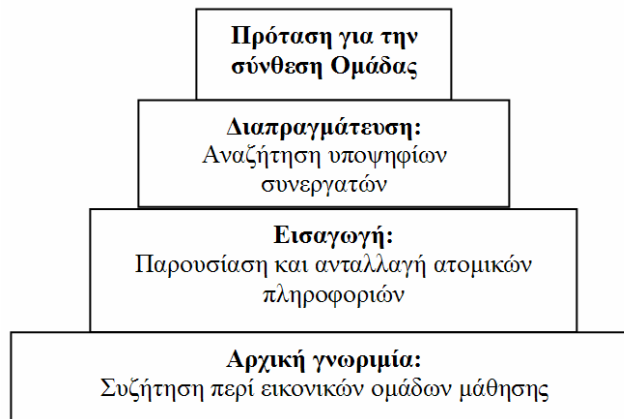 Πρόταση για την
σύνθεση Ομάδας
Διαπραγμάτευση:
Αναζήτηση υποψηφίων
συνεργατών
Εισαγωγή:
Παρουσίαση και ανταλλαγή ατομικών
πληροφοριών
Αρχική γνωριμία:
Συζήτηση περί εικονικών ομάδων μάθησης